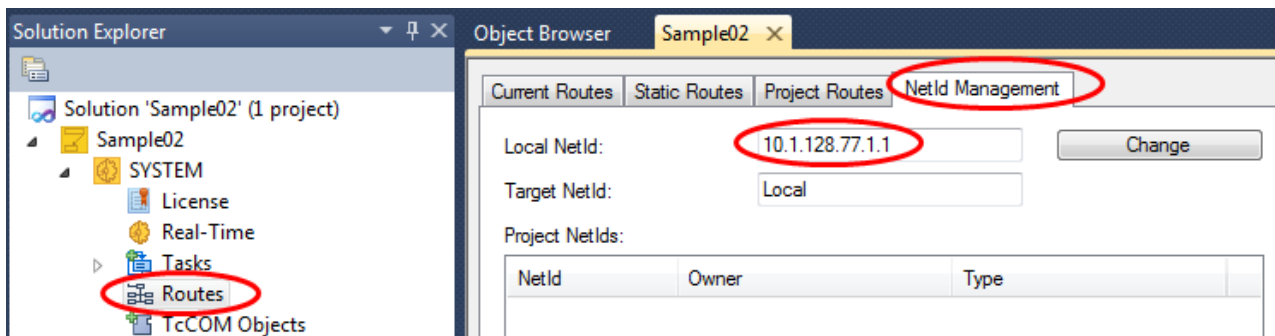 Solution Explorer
Solution 'Sample02' (1 project)
Sample02
SYSTEM
License
Real-Time
Tasks
Routes
TcCOM Objects
Object Browser Sample02
Current Routes Static Routes Project Routes NetId Management
Local NetId: 10.1.128.77.1.1 Change
Target NetId: Local
Project NetIds:
NetId Owner Type